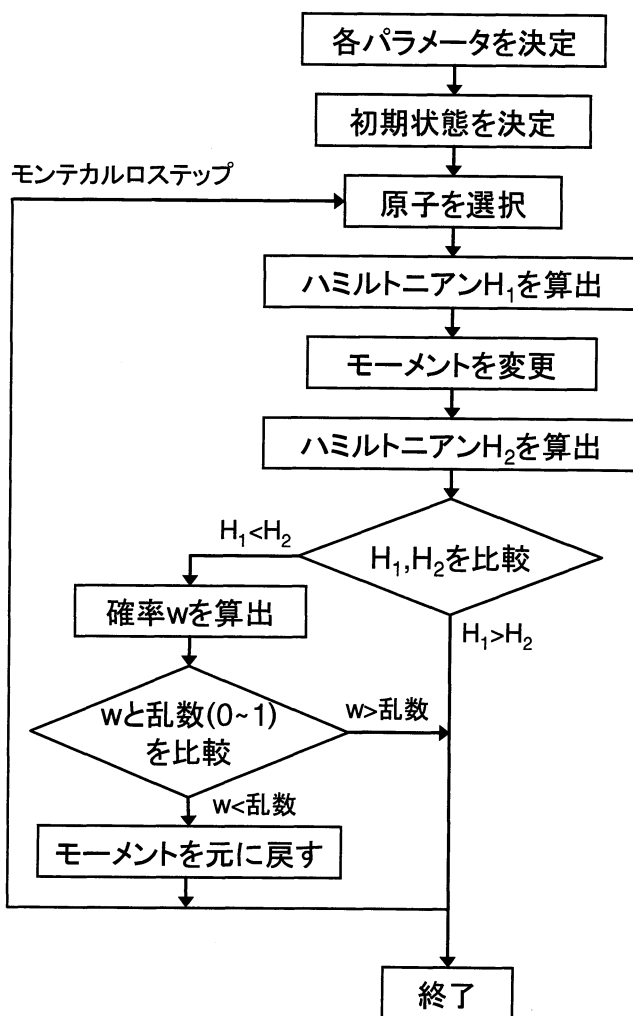 各パラメータを決定
初期状態を決定
モンテカルロステップ
原子を選択
ハミルトニアンH₁を算出
モーメントを変更
ハミルトニアンH₂を算出
H₁<H₂
H₁,H₂を比較
確率wを算出
H₁>H₂
wと乱数(0~1)
を比較
w>乱数
w<乱数
モーメントを元に戻す
終了